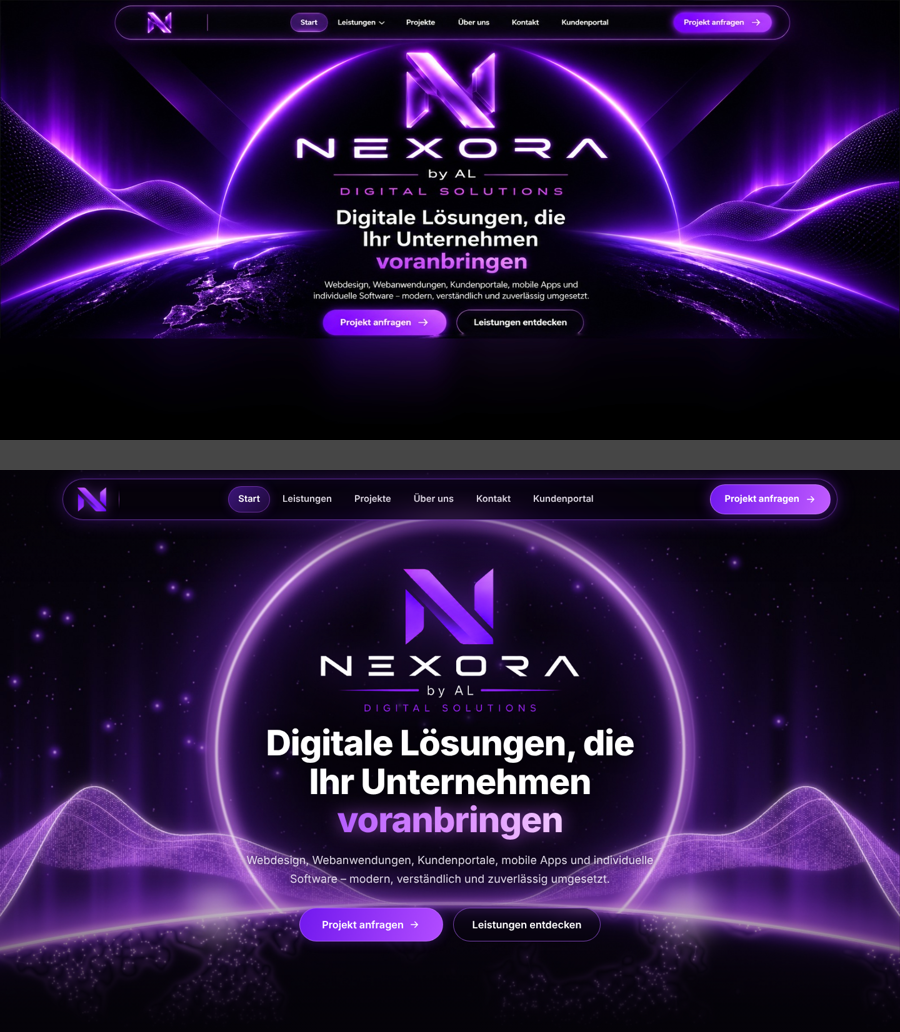 Start Leistungen Projekte Über uns Kontakt Kundenportal Projekt anfragen →
NEXORA
by AL
DIGITAL SOLUTIONS
Digitale Lösungen, die
Ihr Unternehmen
voranbringen
Webdesign, Webanwendungen, Kundenportale, mobile Apps und
individuelle Software – modern, verständlich und zuverlässig umgesetzt.
Projekt anfragen → Leistungen entdecken
Start Leistungen Projekte Über uns Kontakt Kundenportal Projekt anfragen →
NEXORA
by AL
DIGITAL SOLUTIONS
Digitale Lösungen, die
Ihr Unternehmen
voranbringen
Webdesign, Webanwendungen, Kundenportale, mobile Apps und individuelle
Software – modern, verständlich und zuverlässig umgesetzt.
Projekt anfragen → Leistungen entdecken